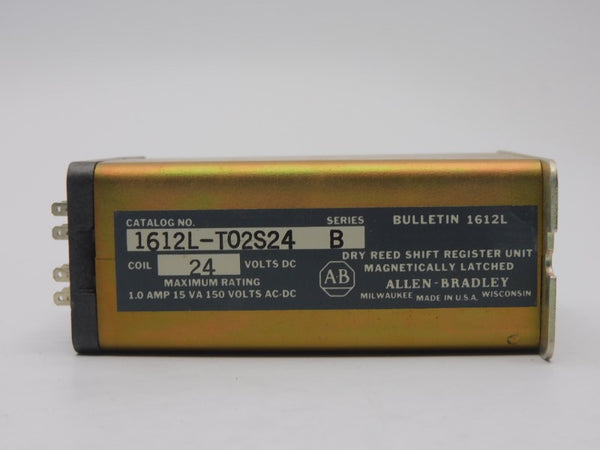 CATALOG NO. SERIES BULLETIN 1612L
1612L-T02S24 B
COIL 24 VOLTS DC
MAXIMUM RATING
1.0 AMP 15 VA 150 VOLTS AC-DC
A-B
DRY REED SHIFT REGISTER UNIT
MAGNETICALLY LATCHED
ALLEN-BRADLEY
MILWAUKEE MADE IN U.S.A. WISCONSIN